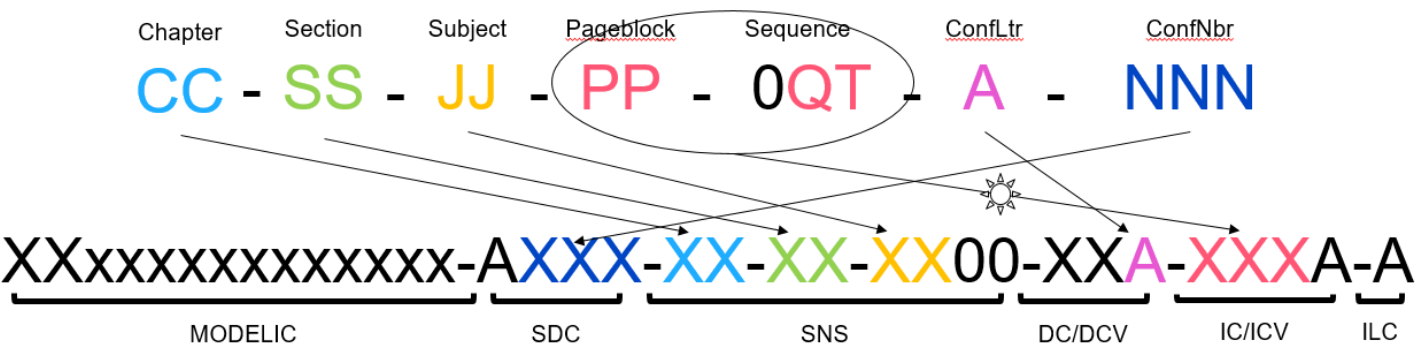 Chapter Section Subject Pageblock Sequence ConfLtr ConfNbr
CC - SS - JJ - PP - 0QT - A - NNN
XXxxxxxxxxxxxx-AXXX-XX-XX-XX00-XXA-XXXA-A
MODELIC SDC SNS DC/DCV IC/ICV ILC